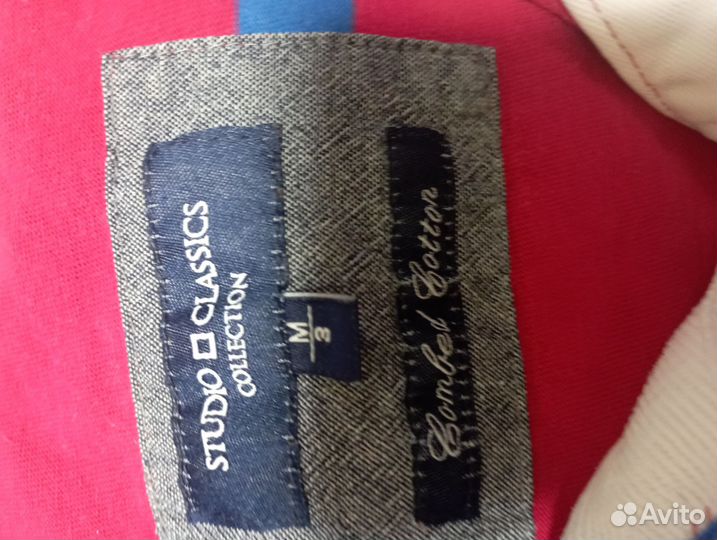 STUDIO CLASSICS
COLLECTION
M
3
Combed Cotton
Avito